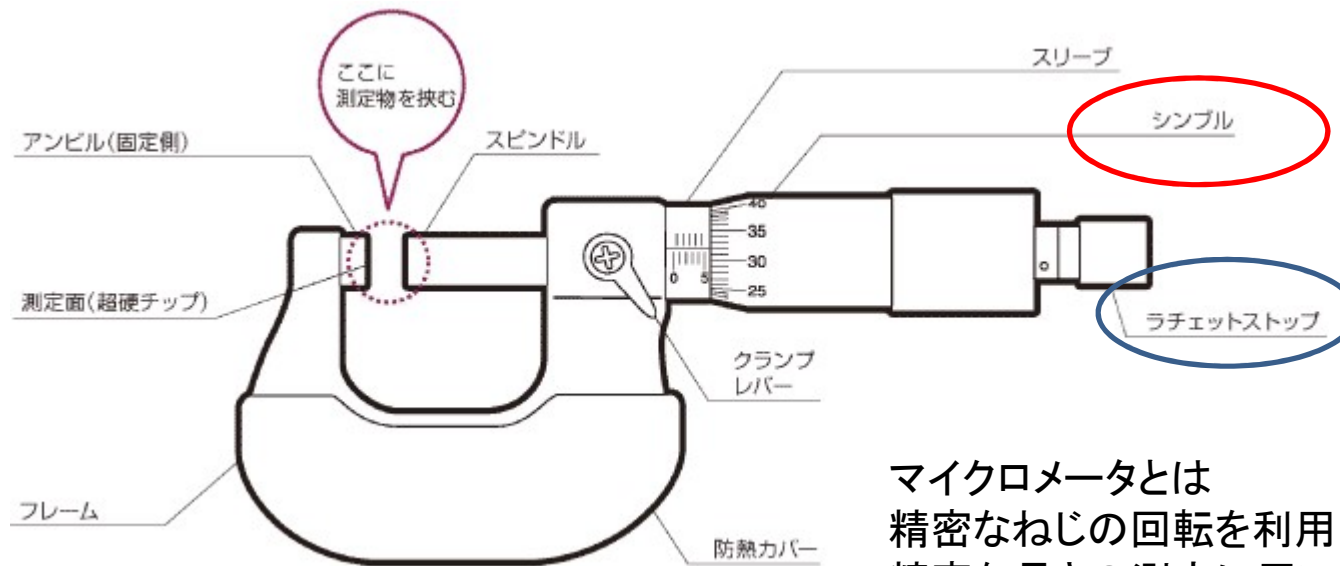 ここに
測定物を挟む
スリーブ
シンブル
アンビル(固定側)
スピンドル
40
35
30
25
0 5
測定面(超硬チップ)
ラチェットストップ
クランプ
レバー
フレーム
防熱カバー
マイクロメータとは
精密なねじの回転を利用